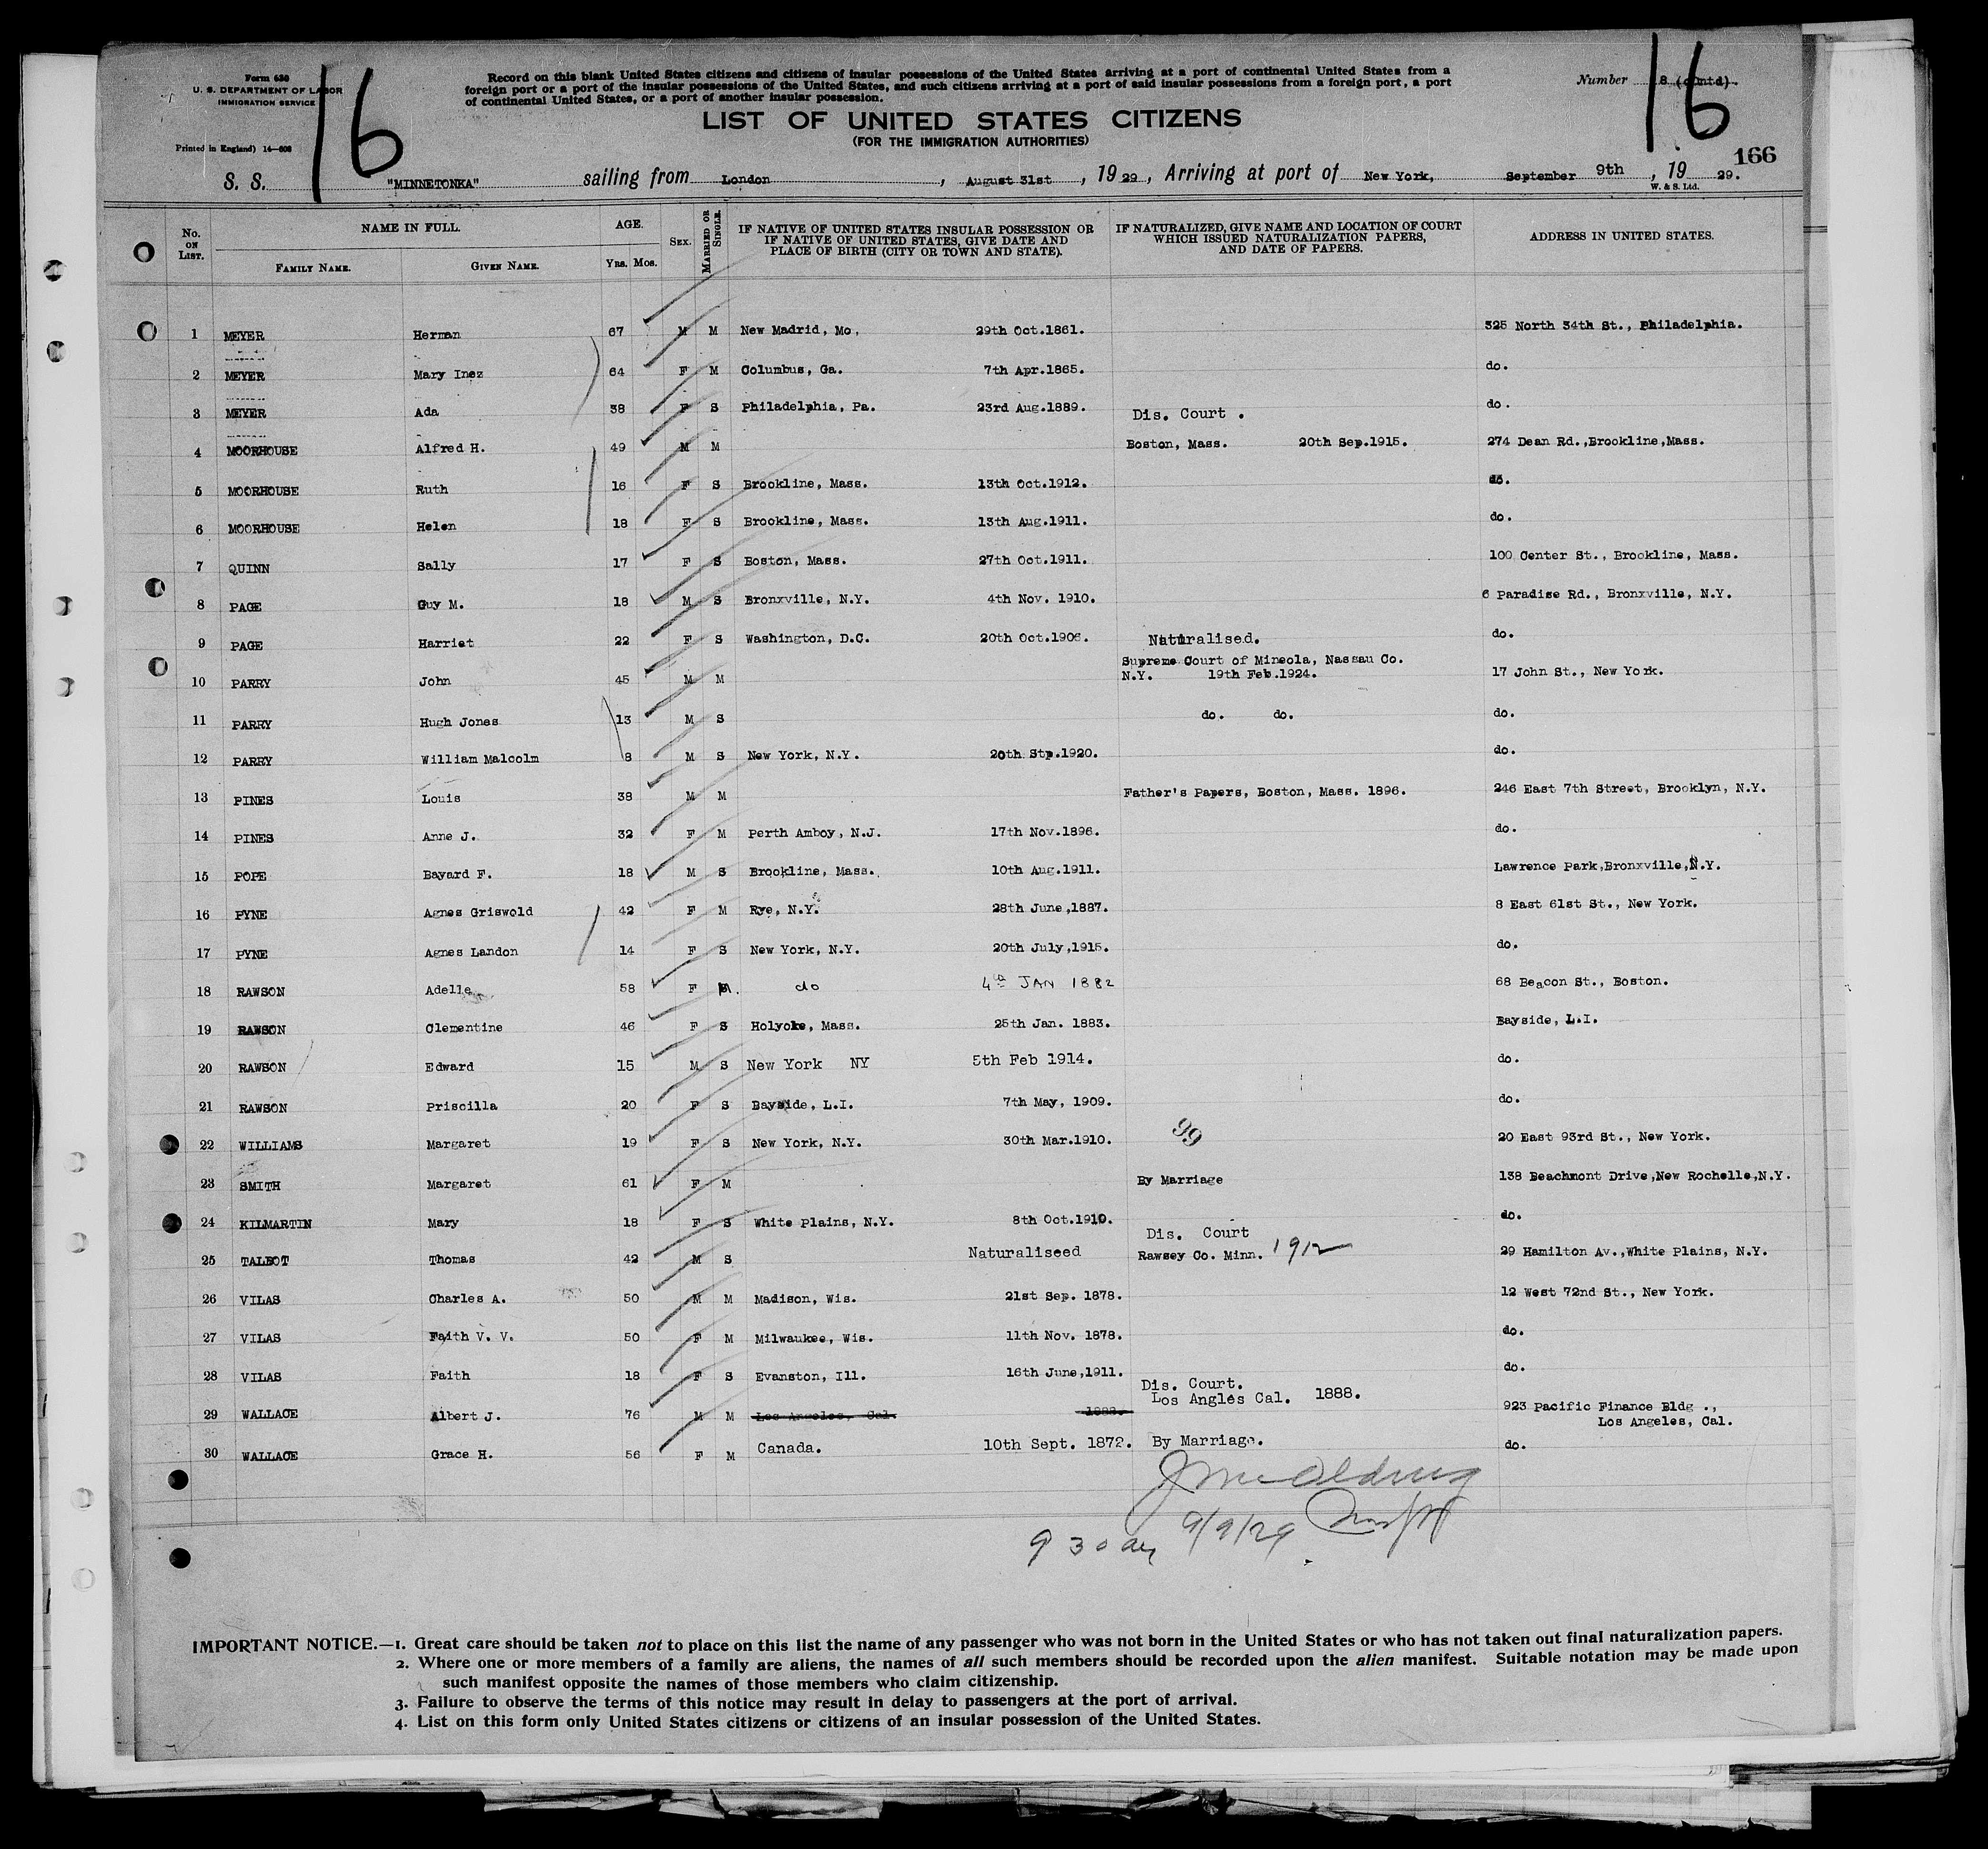 Form 630
U. S. DEPARTMENT OF LABOR
IMMIGRATION SERVICE
Printed in England) 14—608
16
Record on this blank United States citizens and citizens of insular possessions of the United States arriving at a port of continental United States from a
foreign port or a port of the insular possessions of the United States, and such citizens arriving at a port of said insular possessions from a foreign port, a port
of continental United States, or a port of another insular possession.
Number 8 (contd).
16
166
LIST OF UNITED STATES CITIZENS
(FOR THE IMMIGRATION AUTHORITIES)
S. S. "MINNETONKA" sailing from London, August 31st, 1929, Arriving at port of New York, September 9th, 1929.
W. & S. Ltd.
No. ON LIST. NAME IN FULL. FAMILY NAME. GIVEN NAME. AGE. Yrs. Mos. SEX. MARRIED OR SINGLE. IF NATIVE OF UNITED STATES INSULAR POSSESSION OR IF NATIVE OF UNITED STATES, GIVE DATE AND PLACE OF BIRTH (CITY OR TOWN AND STATE). IF NATURALIZED, GIVE NAME AND LOCATION OF COURT WHICH ISSUED NATURALIZATION PAPERS, AND DATE OF PAPERS. ADDRESS IN UNITED STATES.
1 MEYER Herman 67 M M New Madrid, Mo, 29th Oct.1861. 325 North 34th St., Philadelphia.
2 MEYER Mary Inez 64 F M Columbus, Ga. 7th Apr.1865. do.
3 MEYER Ada 38 F S Philadelphia, Pa. 23rd Aug.1889. do.
Dis. Court .
4 MOORHOUSE Alfred H. 49 M M Boston, Mass. 20th Sep.1915. 274 Dean Rd.,Brookline,Mass.
5 MOORHOUSE Ruth 16 F S Brookline, Mass. 13th Oct.1912. do.
6 MOORHOUSE Helen 18 F S Brookline, Mass. 13th Aug.1911. do.
7 QUINN Sally 17 F S Boston, Mass. 27th Oct.1911. 100 Center St., Brookline, Mass.
8 PAGE Guy M. 18 M S Bronxville, N.Y. 4th Nov. 1910. 6 Paradise Rd., Bronxville, N.Y.
9 PAGE Harriet 22 F S Washington, D.C. 20th Oct.1906. do.
Naturalised.
10 PARRY John 45 M M Supreme Court of Mineola, Nassau Co. N.Y. 19th Feb.1924. 17 John St., New York.
11 PARRY Hugh Jones 13 M S do. do. do.
12 PARRY William Malcolm 8 M S New York, N.Y. 20th Stp.1920. do.
13 PINES Louis 38 M M Father's Papers, Boston, Mass. 1896. 246 East 7th Street, Brooklyn, N.Y.
14 PINES Anne J. 32 F M Perth Amboy, N.J. 17th Nov.1896. do.
15 POPE Bayard F. 18 M S Brookline, Mass. 10th Aug.1911. Lawrence Park,Bronxville,N.Y.
16 PYNE Agnes Griswold 42 F M Rye, N.Y. 28th June,1887. 8 East 61st St., New York.
17 PYNE Agnes Landon 14 F S New York, N.Y. 20th July,1915. do.
18 RAWSON Adelle 58 F M. do 4th JAN 1882 68 Beacon St., Boston.
19 RAWSON Clementine 46 F S Holyoke, Mass. 25th Jan. 1883. Bayside, L.I.
20 RAWSON Edward 15 M S New York NY 5th Feb 1914. do.
21 RAWSON Priscilla 20 F S Bayside, L.I. 7th May, 1909. do.
22 WILLIAMS Margaret 19 F S New York, N.Y. 30th Mar.1910. 99 20 East 93rd St., New York.
23 SMITH Margaret 61 F M By Marriage 138 Beachmont Drive,New Rochelle,N.Y.
24 KILMARTIN Mary 18 F S White Plains, N.Y. 8th Oct.1910. do.
Dis. Court
25 TALBOT Thomas 42 M S Naturaliseed Rawsey Co. Minn. 1912 29 Hamilton Av.,White Plains, N.Y.
26 VILAS Charles A. 50 M M Madison, Wis. 21st Sep. 1878. 12 West 72nd St., New York.
27 VILAS Faith V. V. 50 F M Milwaukee, Wis. 11th Nov. 1878. do.
28 VILAS Faith 18 F S Evanston, Ill. 16th June,1911. do.
Dis. Court.
29 WALLACE Albert J. 76 M M Los Angeles, Cal. 1888. Los Angles Cal. 1888. 923 Pacific Finance Bldg ., Los Angeles, Cal.
30 WALLACE Grace H. 56 F M Canada. 10th Sept. 1872. By Marriage. do.
9 30 am 9/9/29
IMPORTANT NOTICE.—1. Great care should be taken not to place on this list the name of any passenger who was not born in the United States or who has not taken out final naturalization papers.
2. Where one or more members of a family are aliens, the names of all such members should be recorded upon the alien manifest. Suitable notation may be made upon
such manifest opposite the names of those members who claim citizenship.
3. Failure to observe the terms of this notice may result in delay to passengers at the port of arrival.
4. List on this form only United States citizens or citizens of an insular possession of the United States.